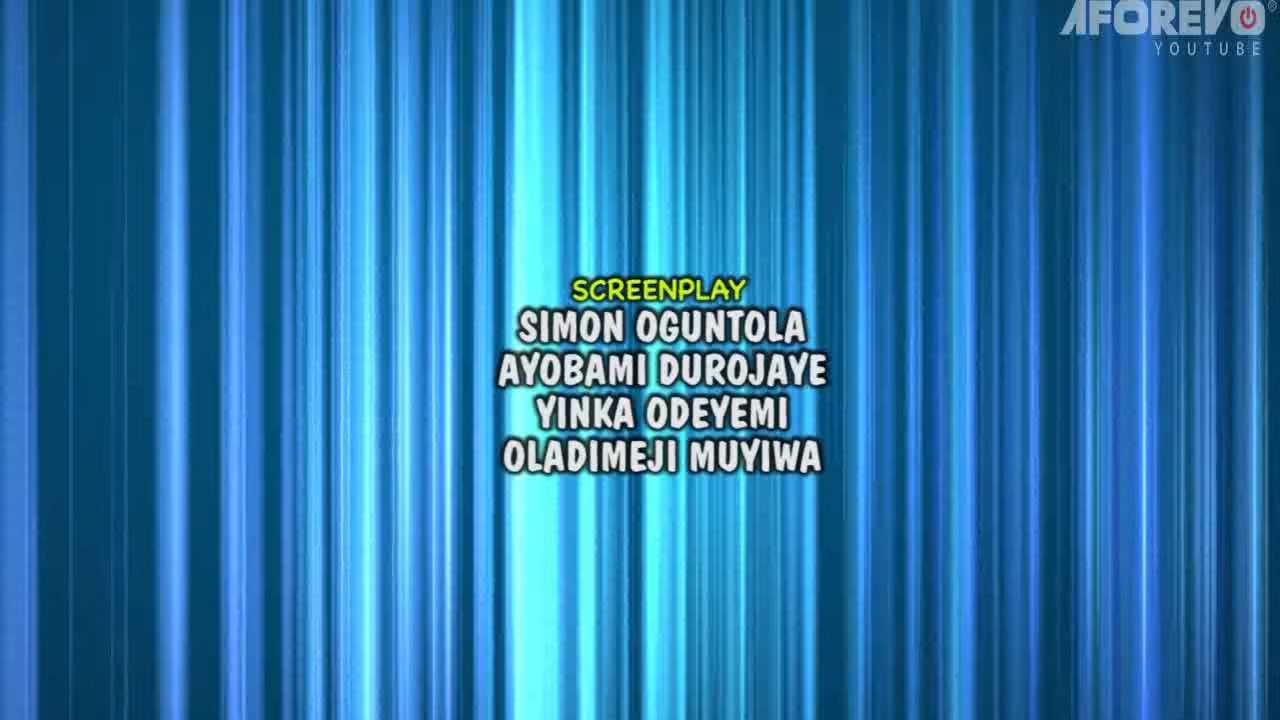 AFOREVO®
YOUTUBE
SCREENPLAY
SIMON OGUNTOLA
AYOBAMI DUROJAYE
YINKA ODEYEMI
OLADIMEJI MUYIWA